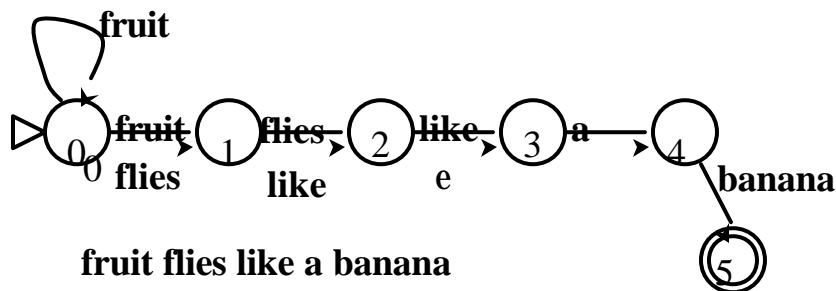 fruit
0 fruit 1 flies 2 like 3 a 4
0 flies like e
banana
fruit flies like a banana
5